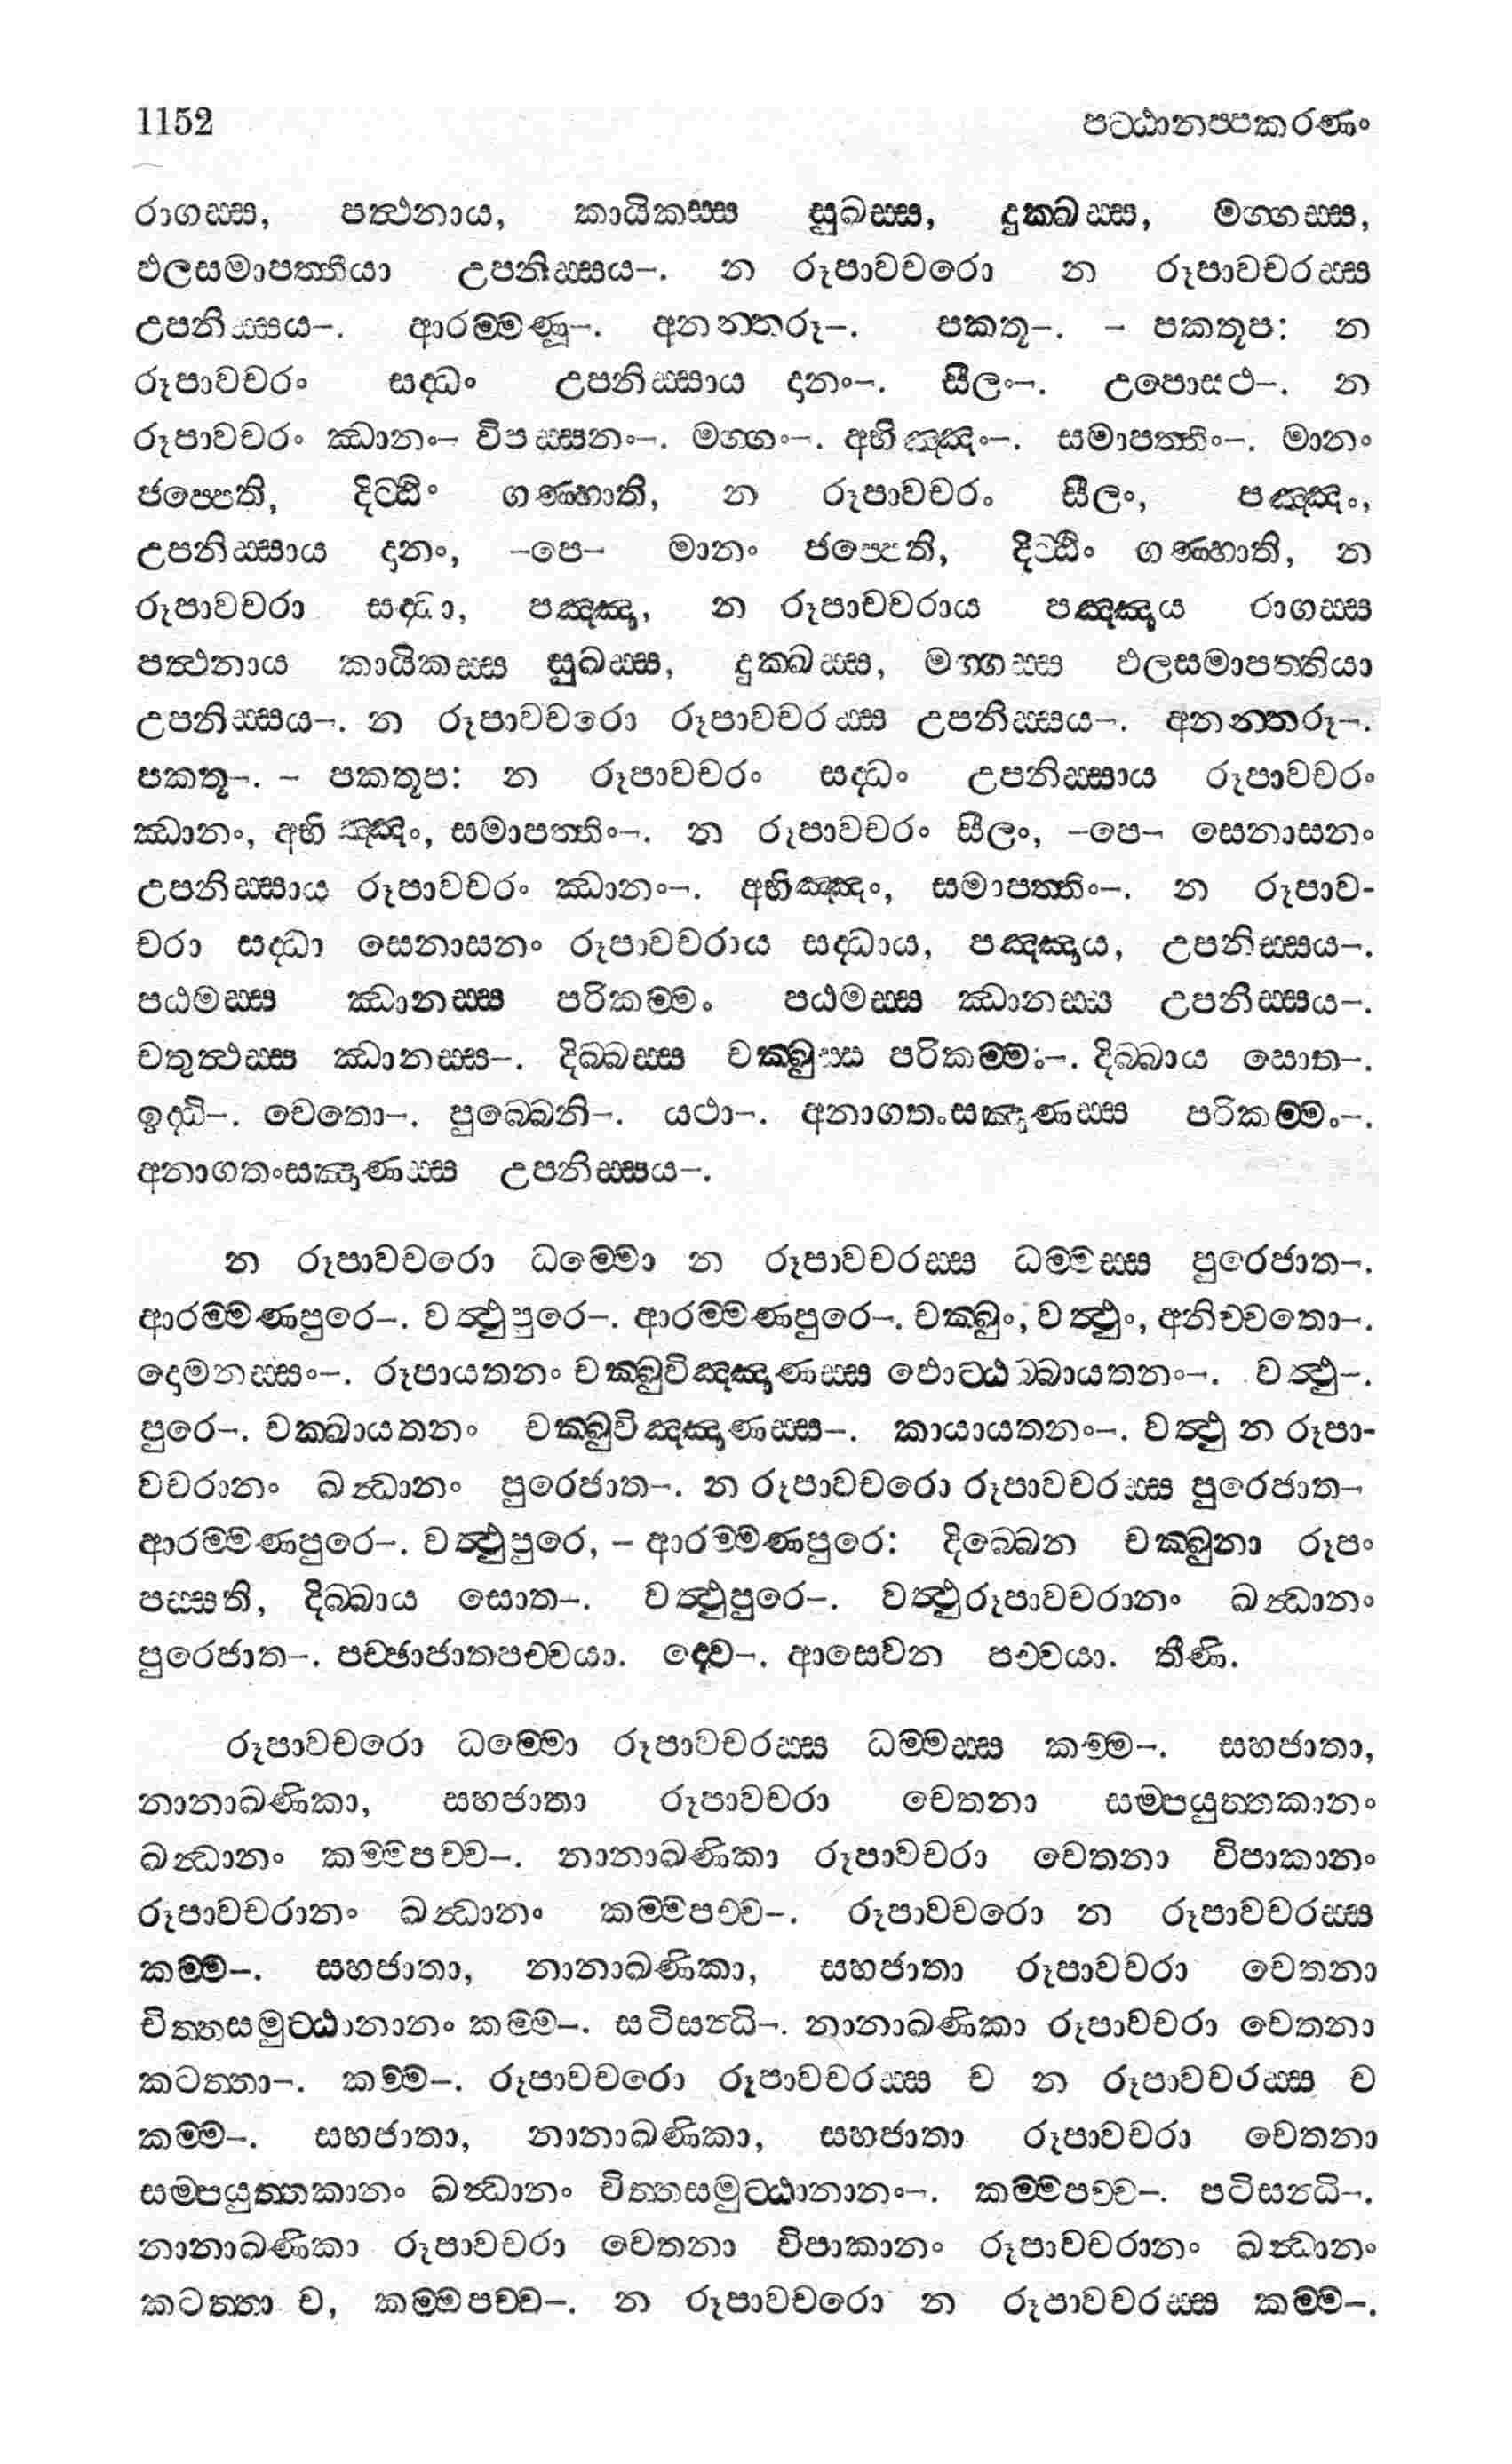 1152 පට්ඨානප්පකරණං
රාගස්ස, පත්ථනාය, කායිකස්ස සුඛස්ස, දුක්ඛස්ස, මග්ගස්ස,
ඵලසමාපත්තියා උපනිස්සය–. න රූපාවචරො න රූපාවචරස්ස
උපනිස්සය–. ආරම්මණූ–. අනන්තරූ–. පකතූ–. – පකතූප: න
රූපාවචරං සද්ධං උපනිස්සාය දානං–. සීලං–. උපොසථ–. න
රූපාවචරං ඣානං– විපස්සනං–. මග්ගං–. අභිඤ්ඤං–. සමාපත්තිං–. මානං
ජප්පෙති, දිට්ඨිං ගණ්හාති, න රූපාවචරං සීලං, පඤ්ඤං,
උපනිස්සාය දානං, –පෙ– මානං ජප්පෙති, දිට්ඨිං ගණ්හාති, න
රූපාවචරා සද්ධා, පඤ්ඤා, න රූපාවචරාය පඤ්ඤාය රාගස්ස
පත්ථනාය කායිකස්ස සුඛස්ස, දුක්ඛස්ස, මග්ගස්ස ඵලසමාපත්තියා
උපනිස්සය–. න රූපාවචරො රූපාවචරස්ස උපනිස්සය–. අනන්තරූ–.
පකතූ–. – පකතූප: න රූපාවචරං සද්ධං උපනිස්සාය රූපාවචරං
ඣානං, අභිඤ්ඤං, සමාපත්තිං–. න රූපාවචරං සීලං, –පෙ– සෙනාසනං
උපනිස්සාය රූපාවචරං ඣානං–. අභිඤ්ඤං, සමාපත්තිං–. න රූපාව-
චරා සද්ධා සෙනාසනං රූපාවචරාය සද්ධාය, පඤ්ඤාය, උපනිස්සය–.
පඨමස්ස ඣානස්ස පරිකම්මං පඨමස්ස ඣානස්ස උපනිස්සය–.
චතුත්ථස්ස ඣානස්ස–. දිබ්බස්ස චක්ඛුස්ස පරිකම්මං–. දිබ්බාය සොත–.
ඉද්ධි–. චෙතො–. පුබ්බෙනි–. යථා–. අනාගතංසඤාණස්ස පරිකම්මං–.
අනාගතංසඤාණස්ස උපනිස්සය–.
න රූපාවචරො ධම්මො න රූපාවචරස්ස ධම්මස්ස පුරෙජාත–.
ආරම්මණපුරෙ–. වත්ථුපුරෙ–. ආරම්මණපුරෙ–. චක්ඛුං, වත්ථුං, අනිච්චතො–.
දොමනස්සං–. රූපායතනං චක්ඛුවිඤ්ඤාණස්ස ඵොට්ඨබ්බායතනං–. වත්ථු–.
පුරෙ–. චක්ඛායතනං චක්ඛුවිඤ්ඤාණස්ස–. කායායතනං–. වත්ථු න රූපා-
වචරානං ඛන්ධානං පුරෙජාත–. න රූපාවචරො රූපාවචරස්ස පුරෙජාත–
ආරම්මණපුරෙ–. වත්ථුපුරෙ, – ආරම්මණපුරෙ: දිබ්බෙන චක්ඛුනා රූපං
පස්සති, දිබ්බාය සොත–. වත්ථුපුරෙ–. වත්ථුරූපාවචරානං ඛන්ධානං
පුරෙජාත–. පච්ඡාජාතපච්චයා. ද්වෙ–. ආසෙවන පච්චයා. තීණි.
රූපාවචරො ධම්මො රූපාවචරස්ස ධම්මස්ස කම්ම–. සහජාතා,
නානාඛණිකා, සහජාතා රූපාවචරා චෙතනා සම්පයුත්තකානං
ඛන්ධානං කම්මපච්ච–. නානාඛණිකා රූපාවචරා චෙතනා විපාකානං
රූපාවචරානං ඛන්ධානං කම්මපච්ච–. රූපාවචරො න රූපාවචරස්ස
කම්ම–. සහජාතා, නානාඛණිකා, සහජාතා රූපාවචරා චෙතනා
චිත්තසමුට්ඨානානං කම්ම–. සටිසන්ධි–. නානාඛණිකා රූපාවචරා චෙතනා
කටත්තා–. කම්ම–. රූපාවචරො රූපාවචරස්ස ච න රූපාවචරස්ස ච
කම්ම–. සහජාතා, නානාඛණිකා, සහජාතා රූපාවචරා චෙතනා
සම්පයුත්තකානං ඛන්ධානං චිත්තසමුට්ඨානානං–. කම්මපච්ච–. පටිසන්ධි–.
නානාඛණිකා රූපාවචරා චෙතනා විපාකානං රූපාවචරානං ඛන්ධානං
කටත්තා ච, කම්මපච්ච–. න රූපාවචරො න රූපාවචරස්ස කම්ම–.